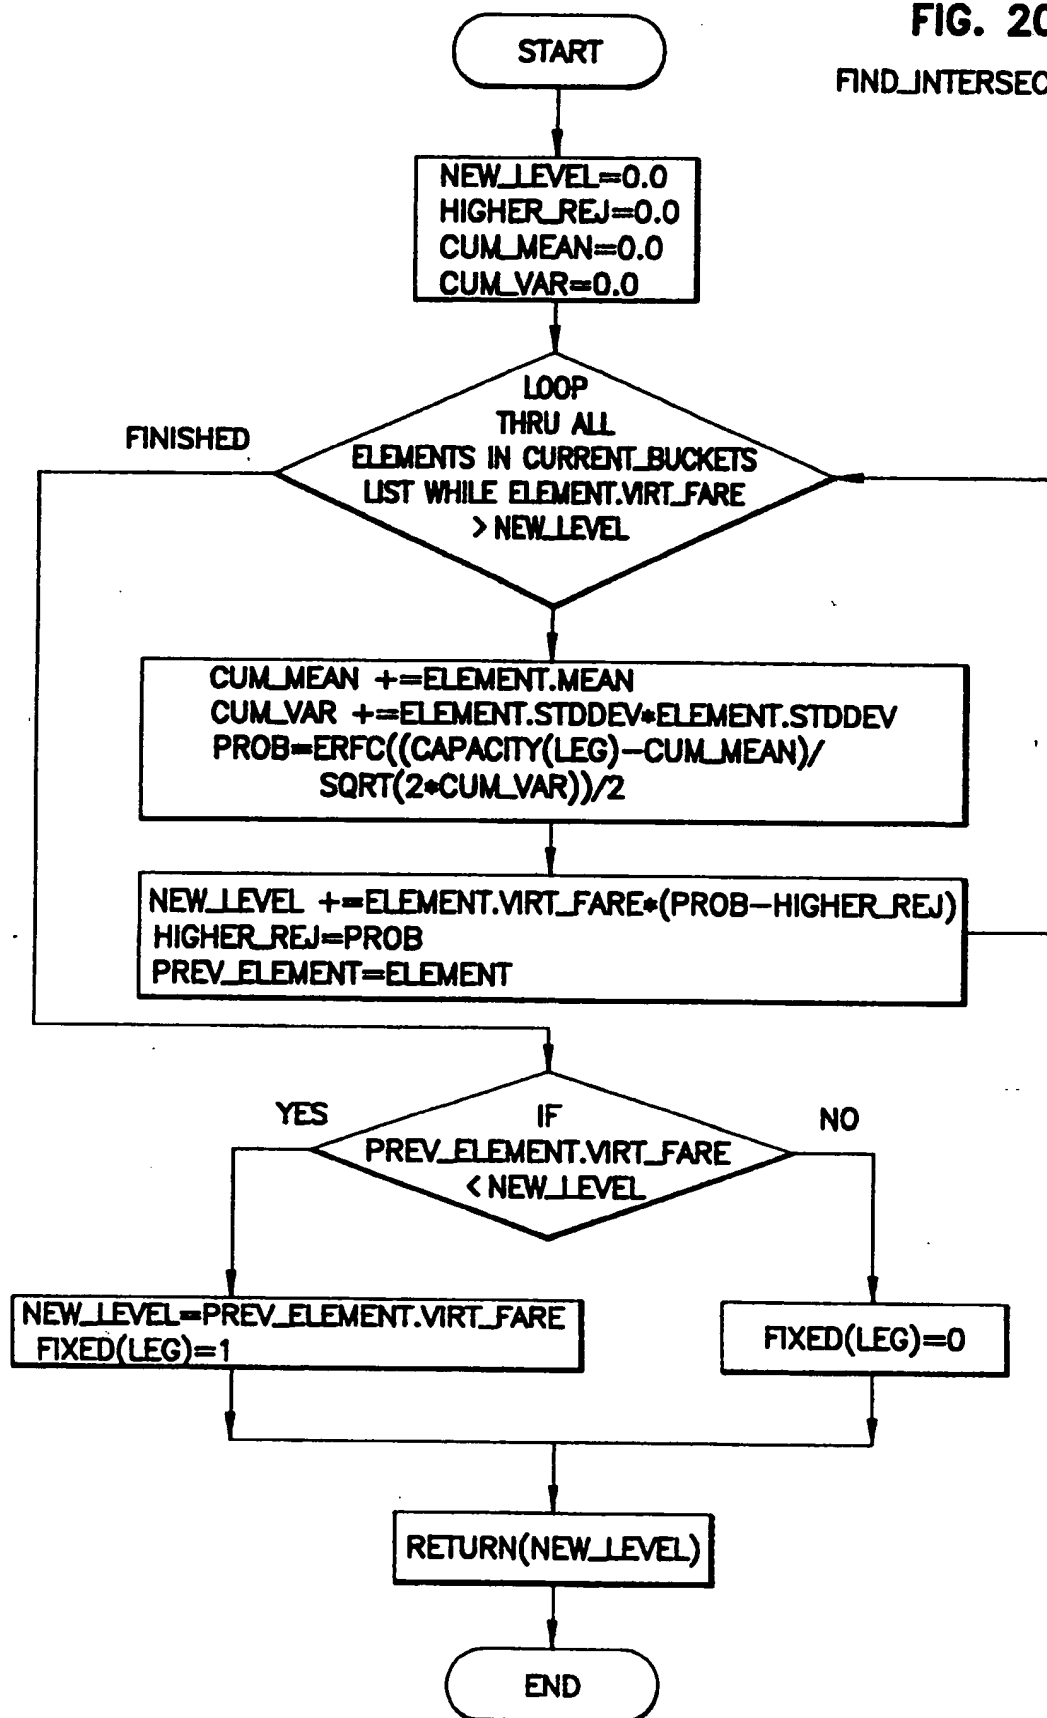 FIG. 20
FIND_INTERSEC
START
NEW_LEVEL=0.0
HIGHER_REJ=0.0
CUM_MEAN=0.0
CUM_VAR=0.0
LOOP
THRU ALL
ELEMENTS IN CURRENT_BUCKETS
LIST WHILE ELEMENT.VIRT_FARE
> NEW_LEVEL
FINISHED
CUM_MEAN +=ELEMENT.MEAN
CUM_VAR +=ELEMENT.STDDEV*ELEMENT.STDDEV
PROB=ERFC((CAPACITY(LEG)-CUM_MEAN)/
SQRT(2*CUM_VAR))/2
NEW_LEVEL +=ELEMENT.VIRT_FARE*(PROB-HIGHER_REJ)
HIGHER_REJ=PROB
PREV_ELEMENT=ELEMENT
YES
IF
PREV_ELEMENT.VIRT_FARE
< NEW_LEVEL
NO
NEW_LEVEL=PREV_ELEMENT.VIRT_FARE
FIXED(LEG)=1
FIXED(LEG)=0
RETURN(NEW_LEVEL)
END